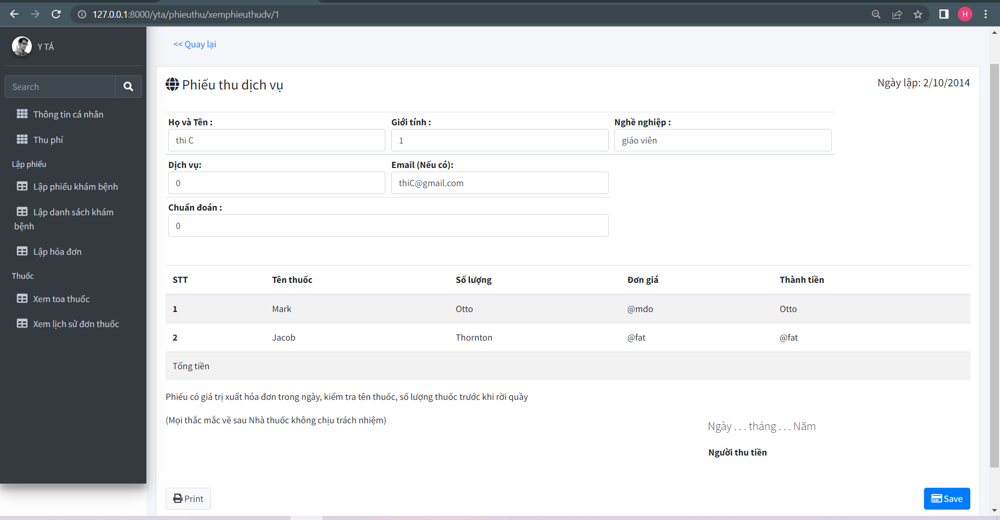 127.0.0.1:8000/yta/phieuthu/xemphieuthudv/1
H
Y TÁ
Search
Thông tin cá nhân
Thu phí
Lập phiếu
Lập phiếu khám bệnh
Lập danh sách khám
bệnh
Lập hóa đơn
Thuốc
Xem toa thuốc
Xem lịch sử đơn thuốc
<< Quay lại
Phiếu thu dịch vụ
Ngày lập: 2/10/2014
Họ và Tên : Giới tính : Nghề nghiệp :
thi C 1 giáo viên
Dịch vụ: Email (Nếu có):
0 thiC@gmail.com
Chuẩn đoán :
0
STT Tên thuốc Số lượng Đơn giá Thành tiền
1 Mark Otto @mdo Otto
2 Jacob Thornton @fat @fat
Tổng tiền
Phiếu có giá trị xuất hóa đơn trong ngày, kiểm tra tên thuốc, số lượng thuốc trước khi rời quầy
(Mọi thắc mắc về sau Nhà thuốc không chịu trách nhiệm)
Ngày . . . tháng . . . Năm
Người thu tiền
Print
Save